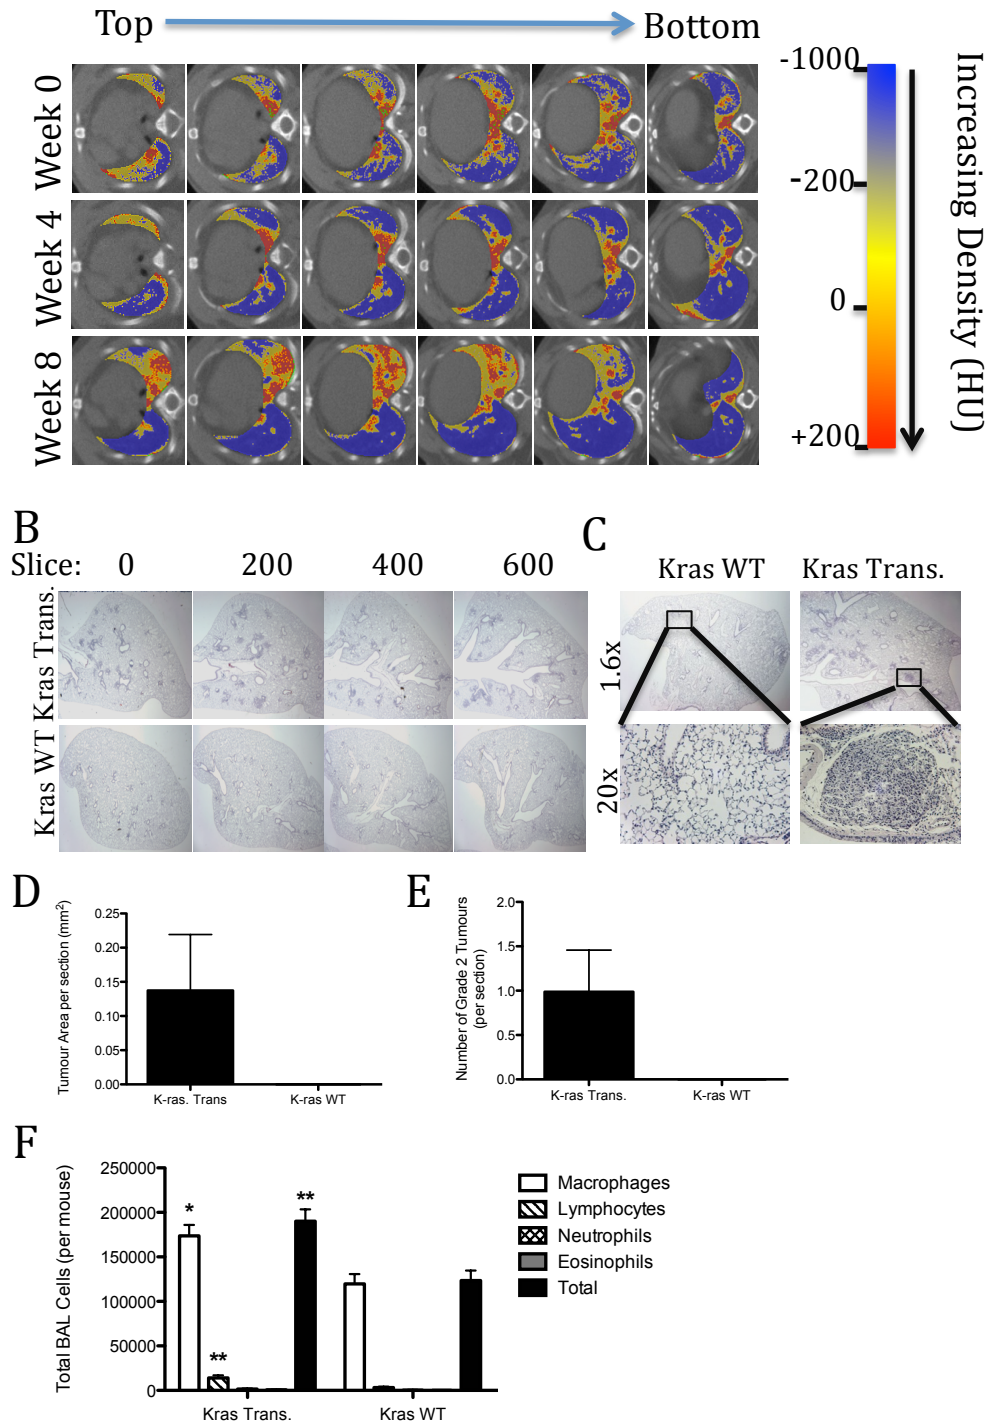 Top
Bottom
Week 0
Week 4
Week 8
-1000
-200
0
+200
Increasing Density (HU)
B
Slice: 0 200 400 600
Kras Trans.
Kras WT
C
Kras WT
Kras Trans.
1.6x
20x
D
Tumour Area per section (mm²)
0.25
0.20
0.15
0.10
0.05
0.00
K-ras. Trans
K-ras WT
E
Number of Grade 2 Tumours
(per section)
2.0
1.5
1.0
0.5
0.0
K-ras Trans.
K-ras WT
F
Total BAL Cells (per mouse)
250000
200000
150000
100000
50000
0
*
**
**
Kras Trans.
Kras WT
Macrophages
Lymphocytes
Neutrophils
Eosinophils
Total